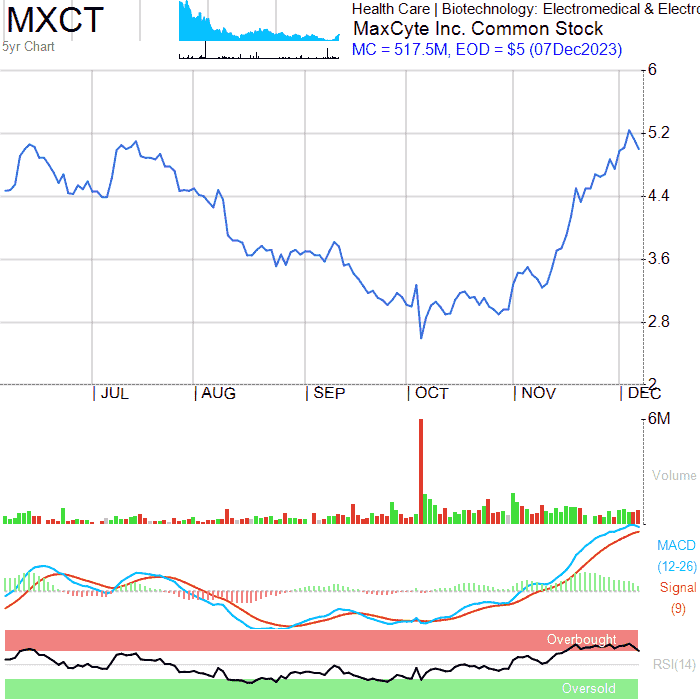 MXCT
5yr Chart
Health Care | Biotechnology: Electromedical & Electro
MaxCyte Inc. Common Stock
MC = 517.5M, EOD = $5 (07Dec2023)
6
5.2
4.4
3.6
2.8
2
JUL AUG SEP OCT NOV DEC
6M
Volume
MACD
(12-26)
Signal
(9)
Overbought
RSI(14)
Oversold